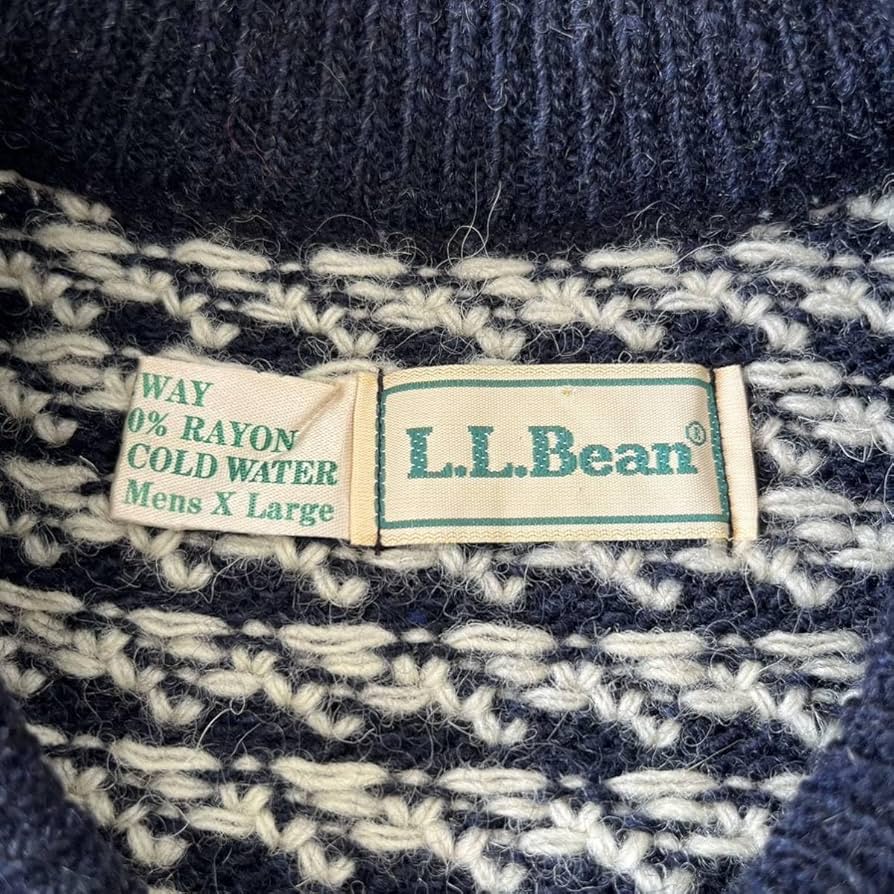 WAY
0% RAYON
COLD WATER
Mens X Large
L.L.Bean®